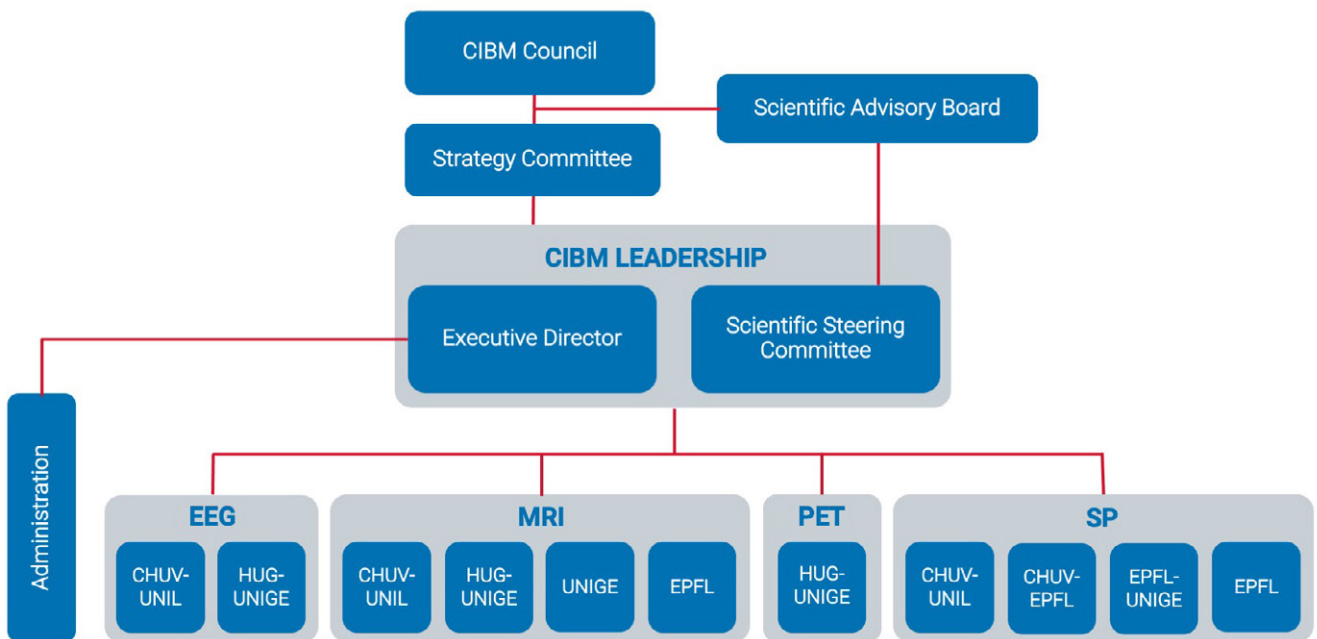 CIBM Council
Scientific Advisory Board
Strategy Committee
CIBM LEADERSHIP
Executive Director
Scientific Steering
Committee
Administration
EEG
CHUV-
UNIL
HUG-
UNIGE
MRI
CHUV-
UNIL
HUG-
UNIGE
UNIGE
EPFL
PET
HUG-
UNIGE
SP
CHUV-
UNIL
CHUV-
EPFL
EPFL-
UNIGE
EPFL